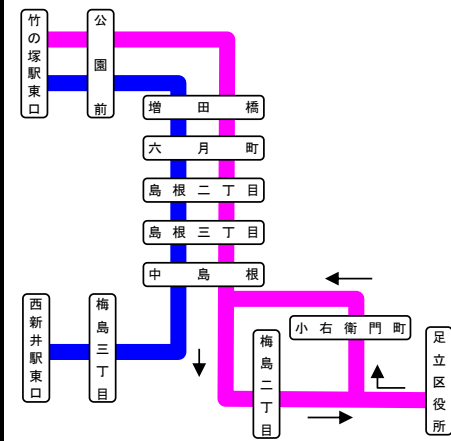 竹の塚駅東口
公園前
増田橋
六月町
島根二丁目
島根三丁目
中島根
西新井駅東口
梅島三丁目
小右衛門町
梅島二丁目
足立区役所